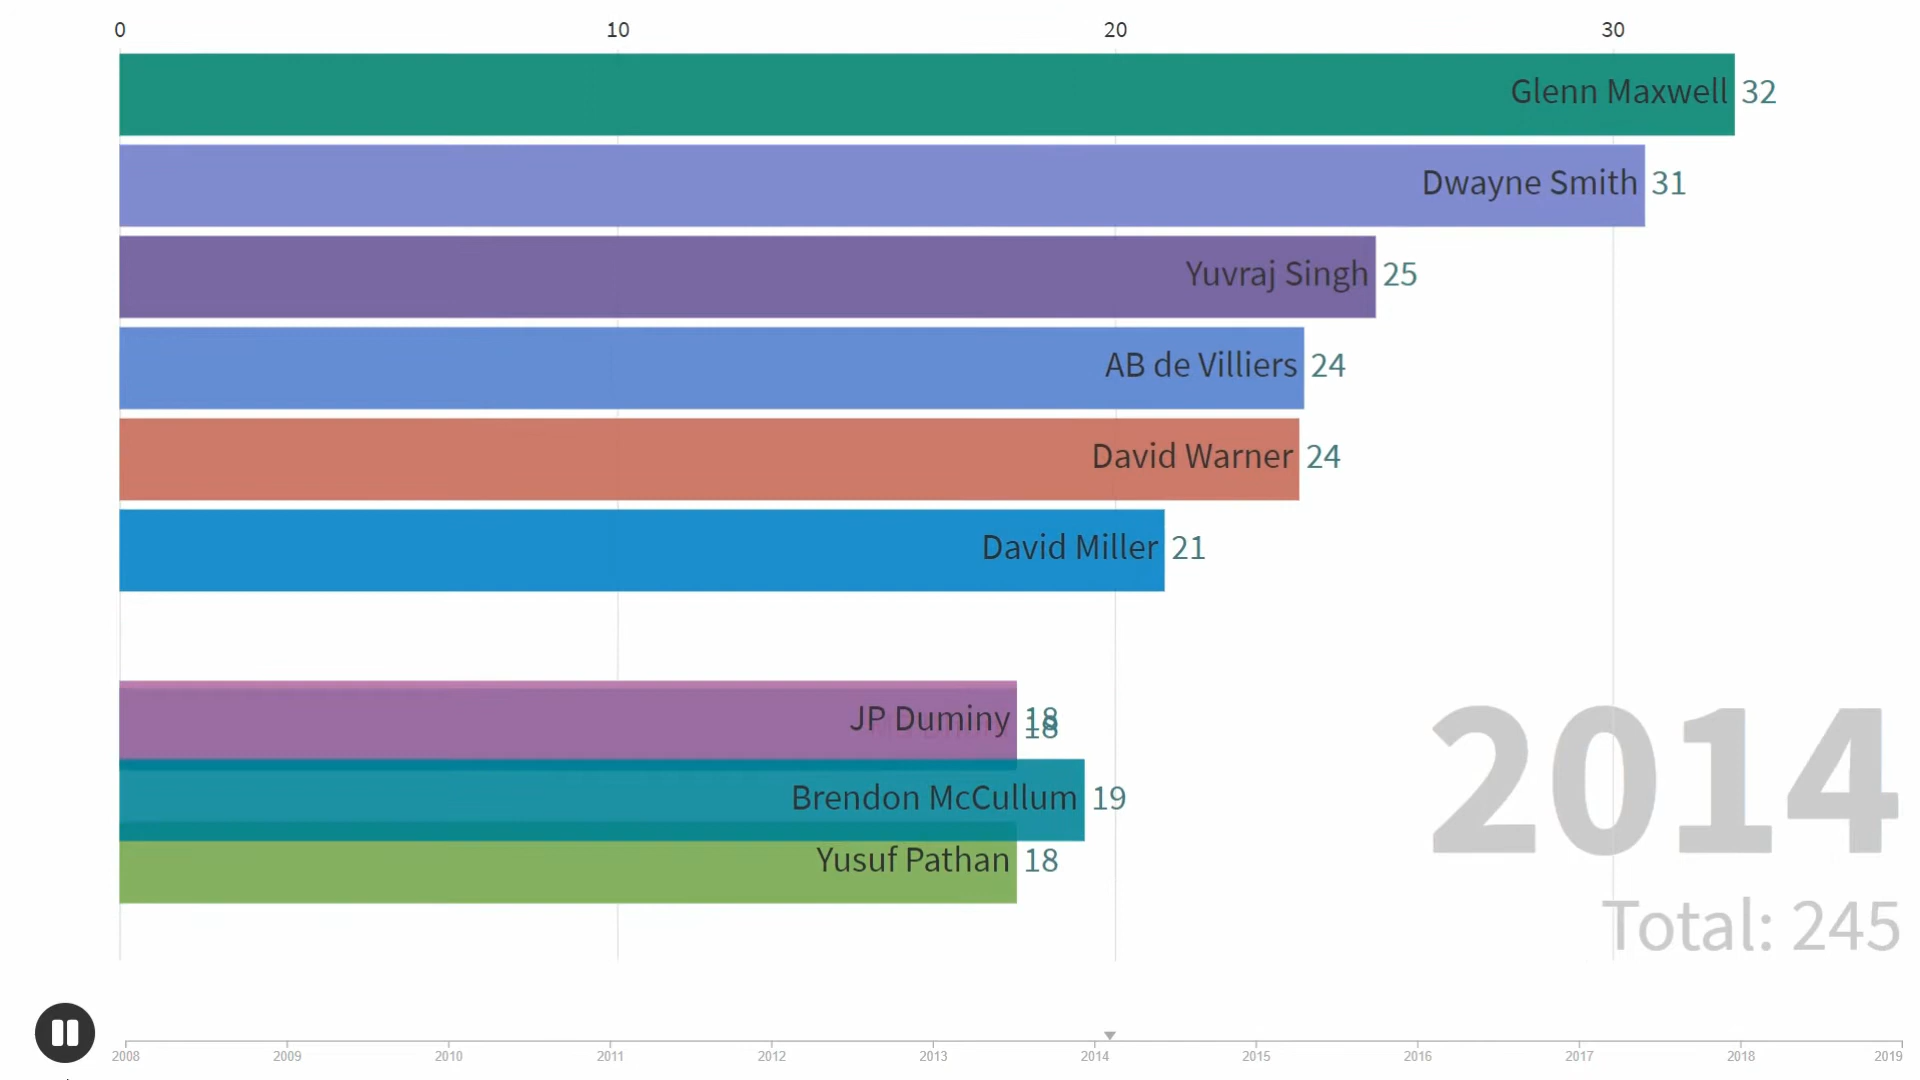 0 10 20 30
Glenn Maxwell 32
Dwayne Smith 31
Yuvraj Singh 25
AB de Villiers 24
David Warner 24
David Miller 21
JP Duminy 18
18
Brendon McCullum 19
Yusuf Pathan 18
2014
Total: 245
2008 2009 2010 2011 2012 2013 2014 2015 2016 2017 2018 2019